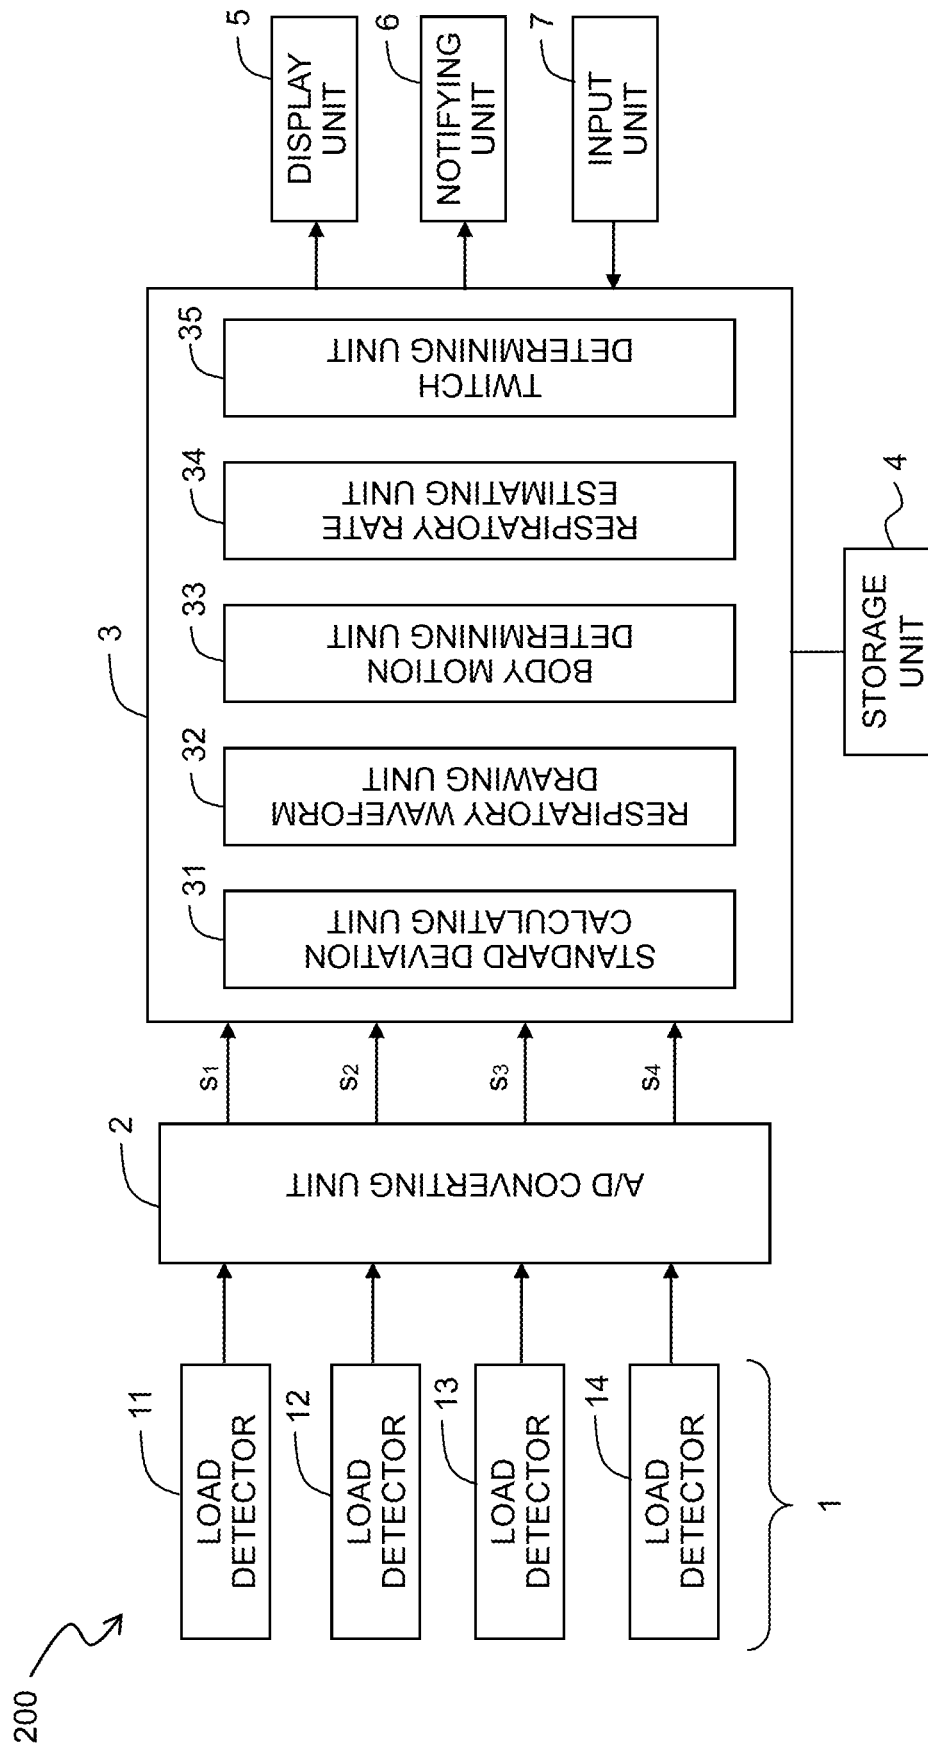 200
11
LOAD
DETECTOR
12
LOAD
DETECTOR
13
LOAD
DETECTOR
14
LOAD
DETECTOR
1
2
A/D CONVERTING UNIT
s1
s2
s3
s4
3
31
STANDARD DEVIATION
CALCULATING UNIT
32
RESPIRATORY WAVEFORM
DRAWING UNIT
33
BODY MOTION
DETERMINING UNIT
34
RESPIRATORY RATE
ESTIMATING UNIT
35
TWITCH
DETERMINING UNIT
STORAGE
UNIT
4
5
DISPLAY
UNIT
6
NOTIFYING
UNIT
7
INPUT
UNIT